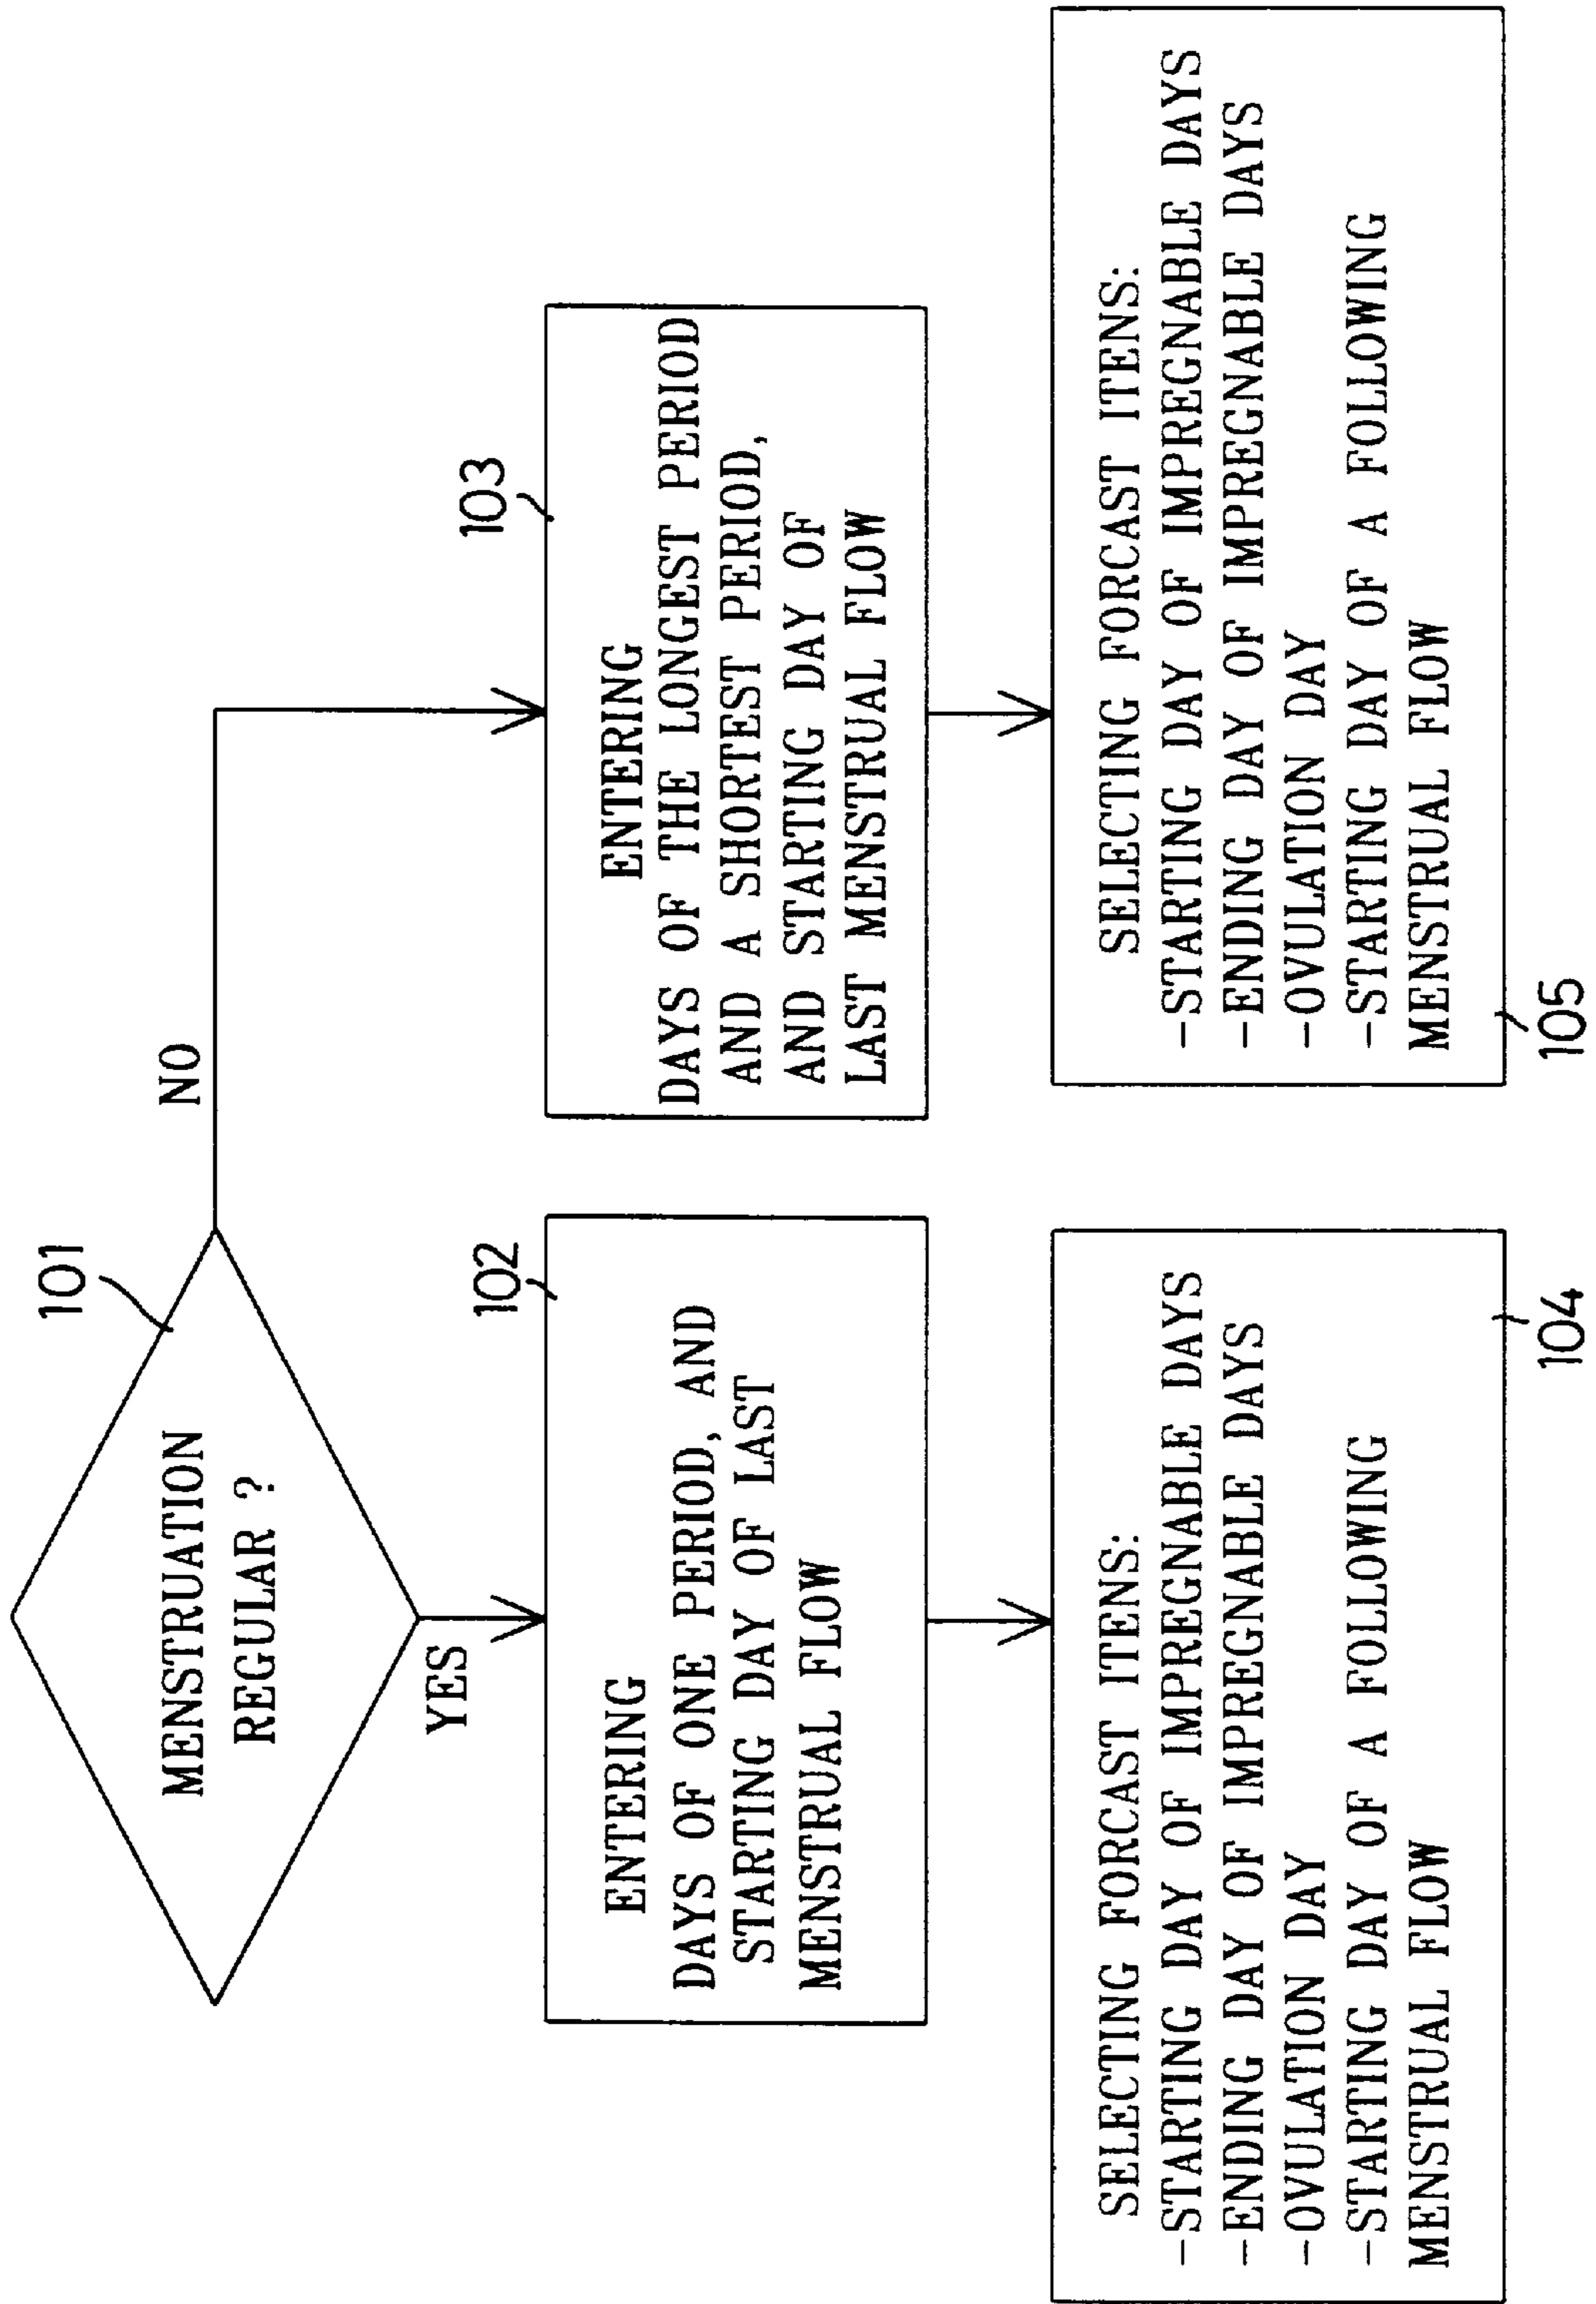 101
MENSTRUATION
REGULAR ?
NO
YES
102
ENTERING
DAYS OF ONE PERIOD, AND
STARTING DAY OF LAST
MENSTRUAL FLOW
103
ENTERING
DAYS OF THE LONGEST PERIOD
AND A SHORTEST PERIOD,
AND STARTING DAY OF
LAST MENSTRUAL FLOW
SELECTING FORCAST ITENS:
-STARTING DAY OF IMPREGNABLE DAYS
-ENDING DAY OF IMPREGNABLE DAYS
-OVULATION DAY
-STARTING DAY OF A FOLLOWING
MENSTRUAL FLOW
104
SELECTING FORCAST ITENS:
-STARTING DAY OF IMPREGNABLE DAYS
-ENDING DAY OF IMPREGNABLE DAYS
-OVULATION DAY
-STARTING DAY OF A FOLLOWING
MENSTRUAL FLOW
105